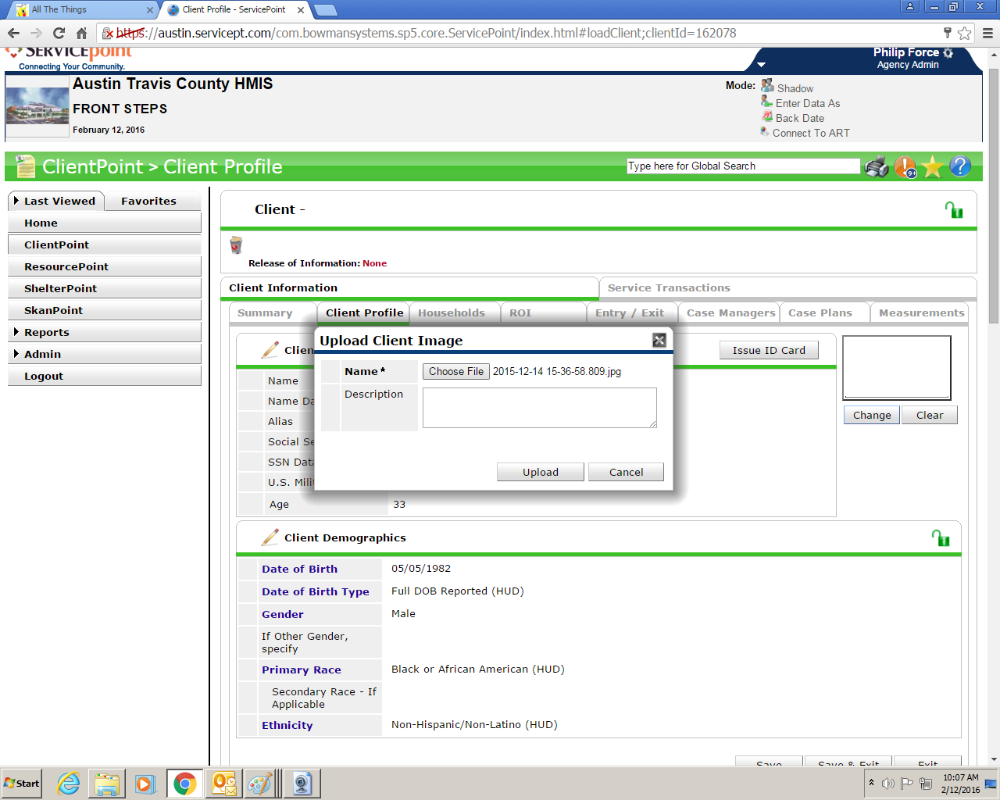 All The Things
Client Profile - ServicePoint
https://austin.servicept.com/com.bowmansystems.sp5.core.ServicePoint/index.html#loadClient;clientId=162078
SERVICEpoint
Connecting Your Community.
Philip Force
Agency Admin
Austin Travis County HMIS
FRONT STEPS
February 12, 2016
Mode:
Shadow
Enter Data As
Back Date
Connect To ART
ClientPoint > Client Profile
Type here for Global Search
9+
?
Last Viewed
Favorites
Home
ClientPoint
ResourcePoint
ShelterPoint
SkanPoint
Reports
Admin
Logout
Client -
Release of Information: None
Client Information
Service Transactions
Summary
Client Profile
Households
ROI
Entry / Exit
Case Managers
Case Plans
Measurements
Clien
Issue ID Card
Name
Name Da
Alias
Social Se
SSN Data
U.S. Milit
Age
33
Change
Clear
Upload Client Image
Name*
Choose File
2015-12-14 15-36-58.809.jpg
Description
Upload
Cancel
Client Demographics
Date of Birth
05/05/1982
Date of Birth Type
Full DOB Reported (HUD)
Gender
Male
If Other Gender,
specify
Primary Race
Black or African American (HUD)
Secondary Race - If
Applicable
Ethnicity
Non-Hispanic/Non-Latino (HUD)
Save
Save & Exit
Exit
Start
10:07 AM
2/12/2016